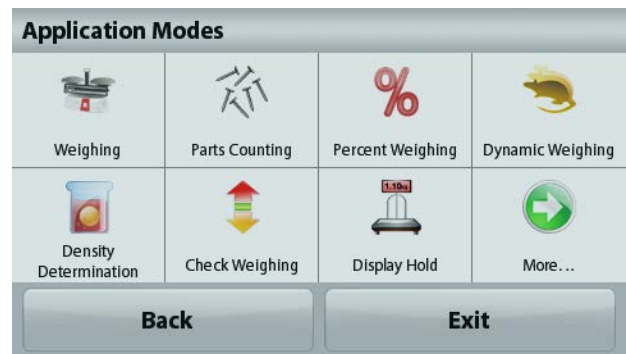 Application Modes
Weighing
Parts Counting
Percent Weighing
Dynamic Weighing
1.10kg
Density
Determination
Check Weighing
Display Hold
More...
Back
Exit